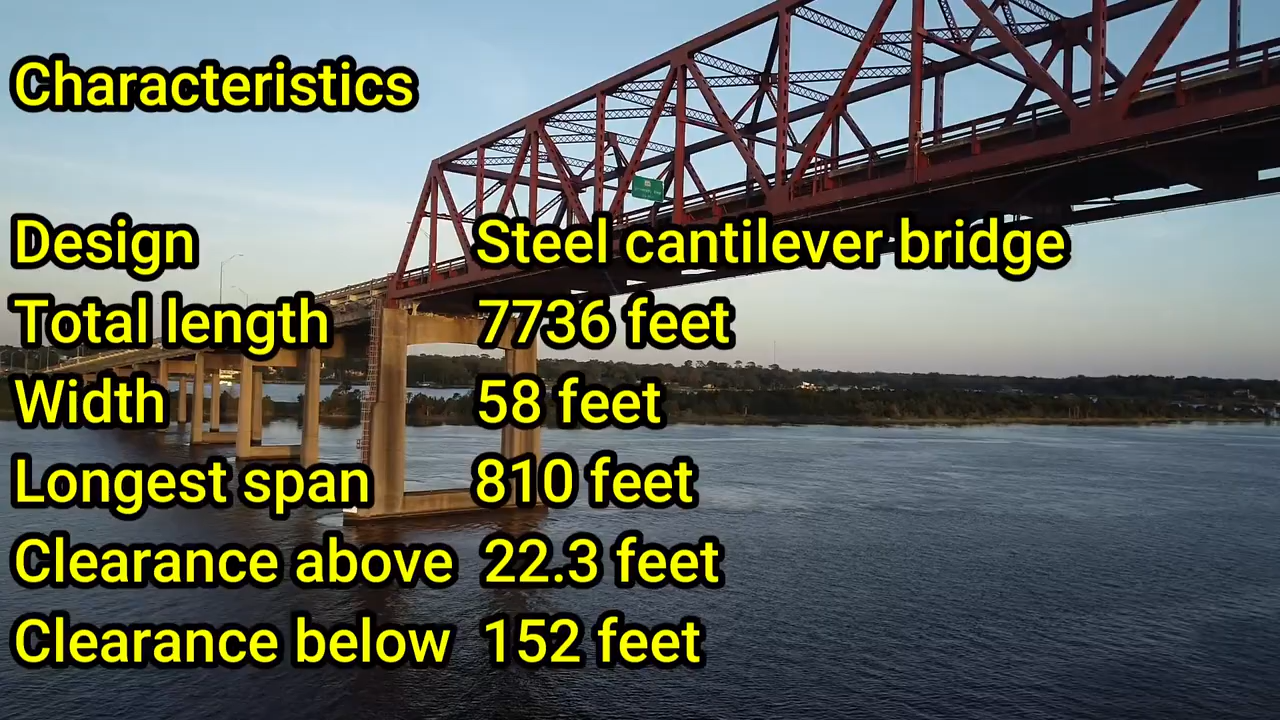 Characteristics
Design Steel cantilever bridge
Total length 7736 feet
Width 58 feet
Longest span 810 feet
Clearance above 22.3 feet
Clearance below 152 feet